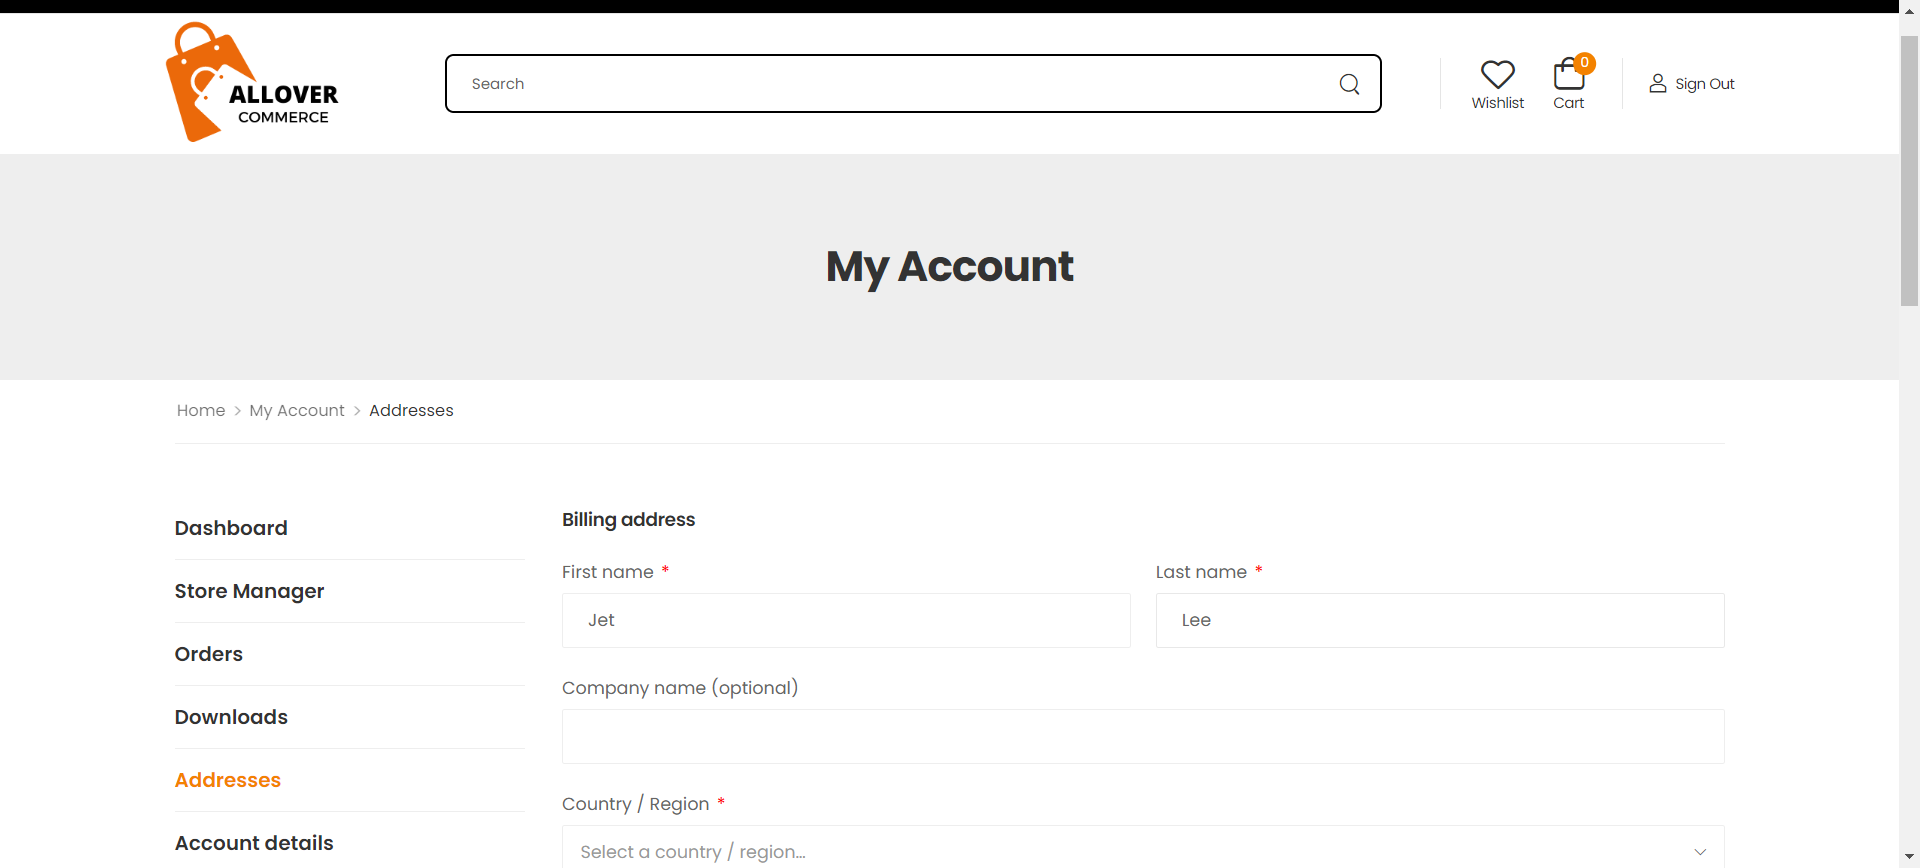 ALLOVER
COMMERCE
Search
Wishlist
0
Cart
Sign Out
My Account
Home > My Account > Addresses
Dashboard
Store Manager
Orders
Downloads
Addresses
Account details
Billing address
First name *
Last name *
Jet
Lee
Company name (optional)
Country / Region *
Select a country / region...